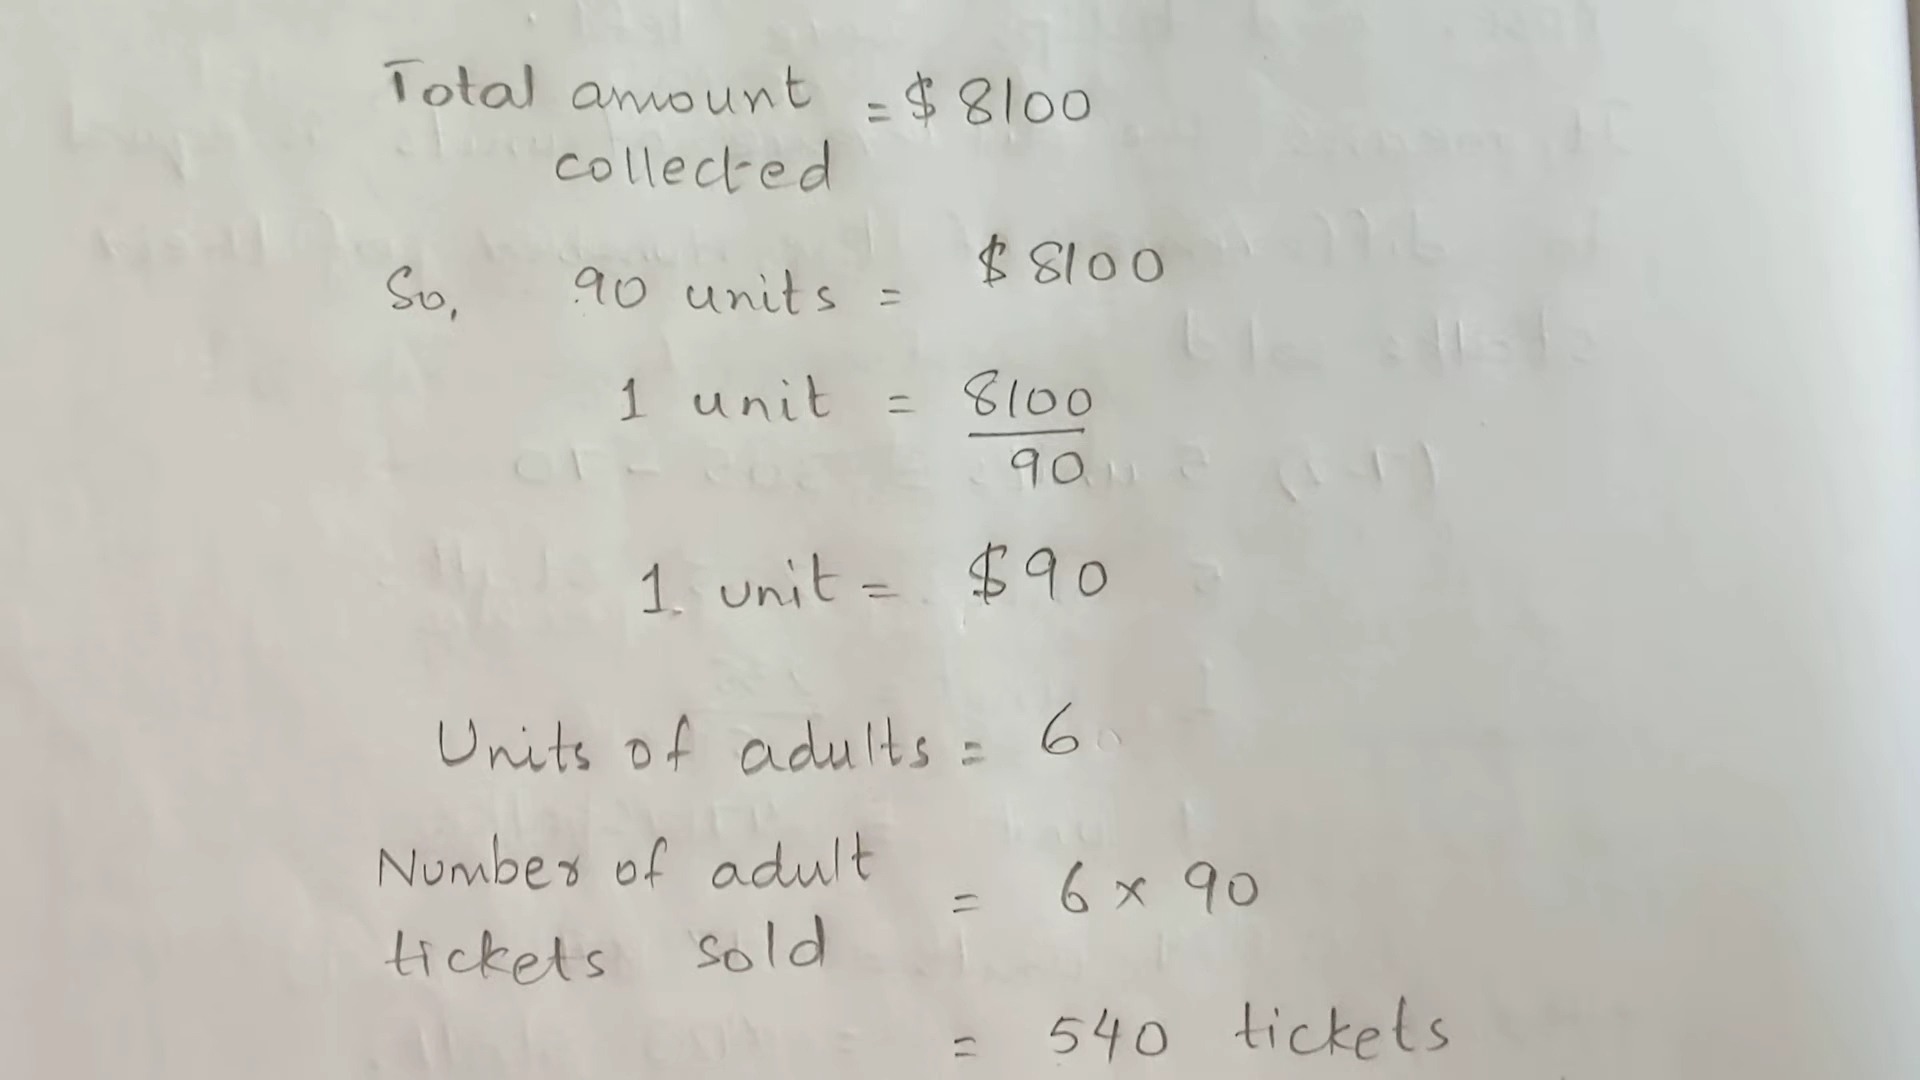 Total amount = $ 8100
collected
So, 90 units = $ 8100
1 unit = 8100
90
1 unit = $90
Units of adults = 6
Number of adult
= 6 x 90
tickets sold
= 540 tickets